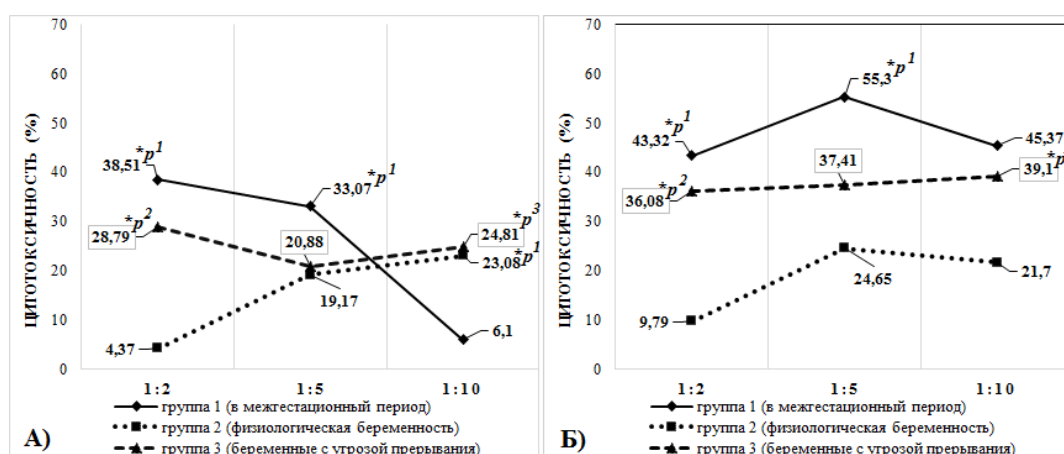 ЦИТОТОКСИЧНОСТЬ (%)
70
60
50
40
30
20
10
0
38,51*p1
33,07*p1
28,79*p2
20,88
24,81*p3
23,08*p1
19,17
4,37
6,1
1:2 1:5 1:10
группа 1 (в межгестационный период)
группа 2 (физиологическая беременность)
группа 3 (беременные с угрозой прерывания)
А)
ЦИТОТОКСИЧНОСТЬ (%)
70
60
50
40
30
20
10
0
43,32*p1
55,3*p1
45,37
36,08*p2
37,41
39,1*p
9,79
24,65
21,7
1:2 1:5 1:10
группа 1 (в межгестационный период)
группа 2 (физиологическая беременность)
группа 3 (беременные с угрозой прерывания)
Б)